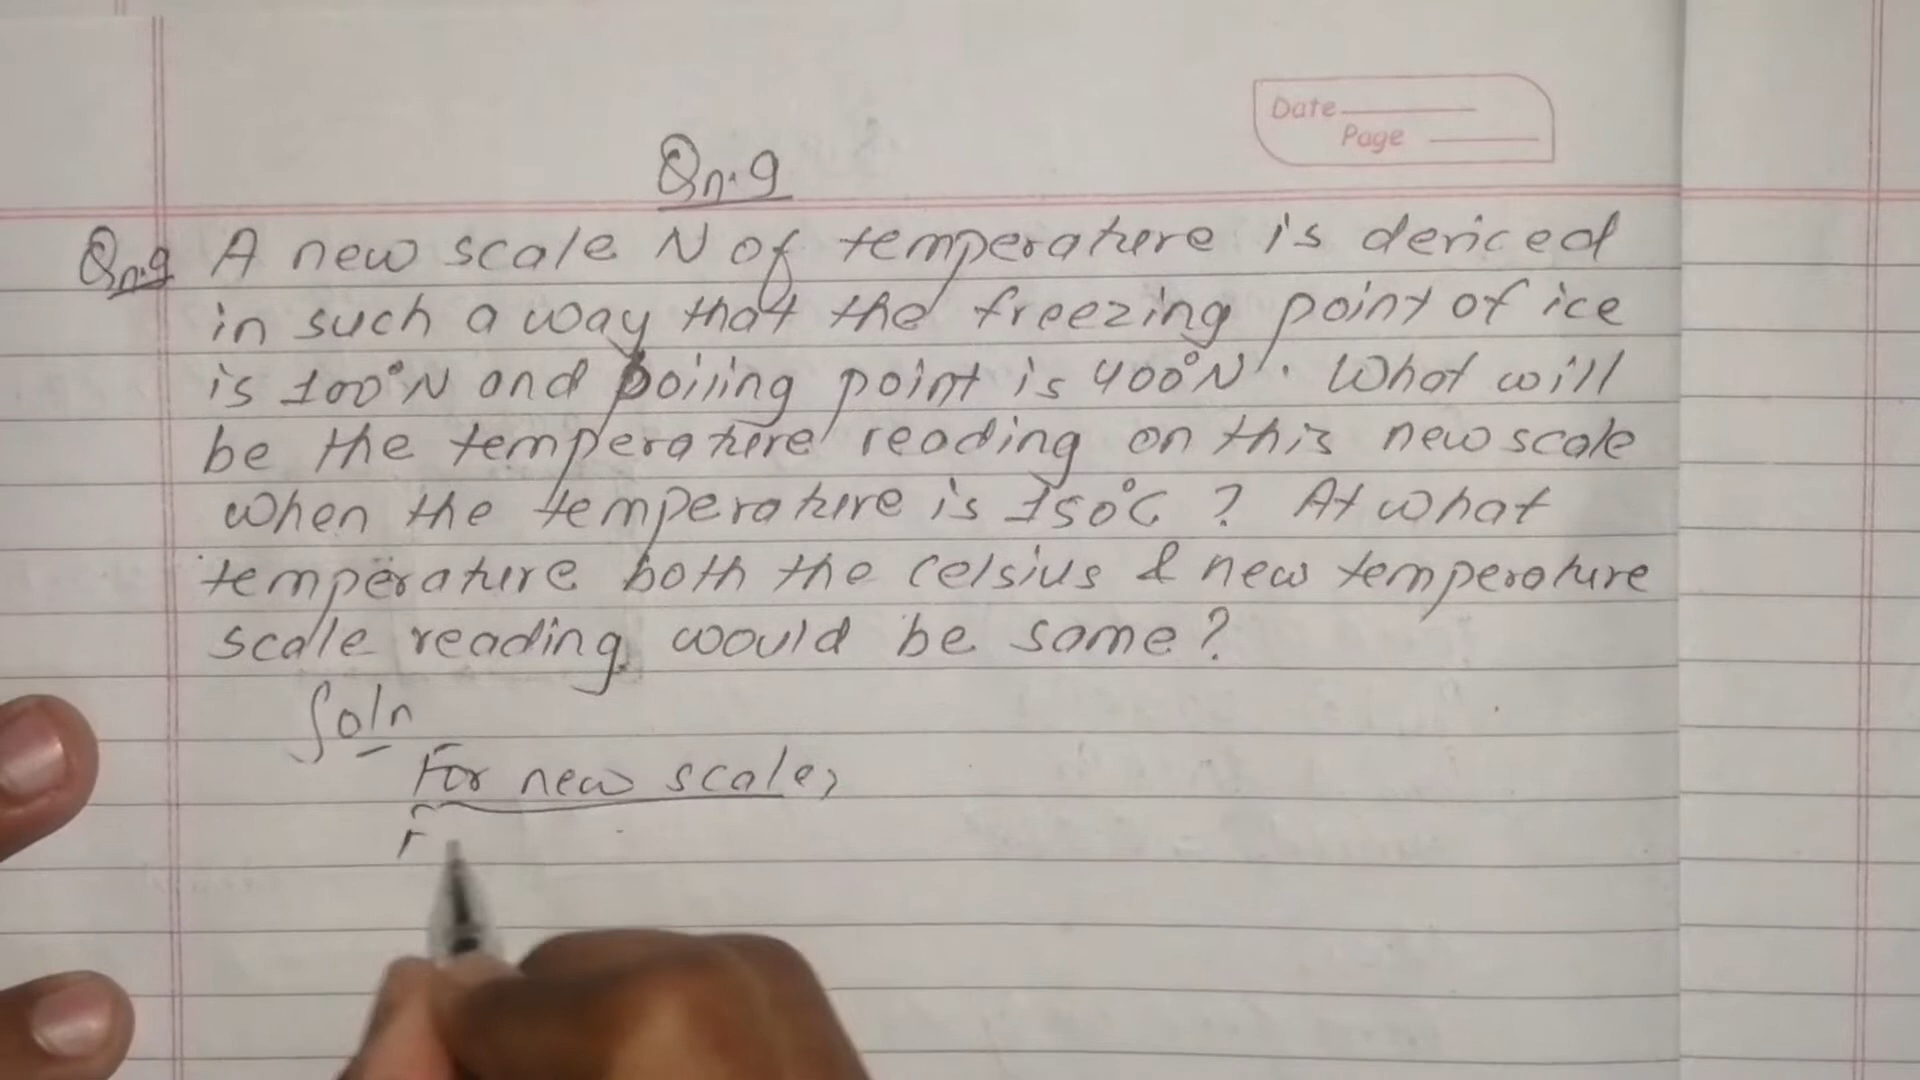 Date
Page
Qn.9
Qn.9 A new scale N of temperature is deviced
in such a way that the freezing point of ice
is 100°N and boiling point is 400°N. What will
be the temperature reading on this new scale
when the temperature is 150°C ? At what
temperature both the celsius & new temperature
scale reading would be same?
Soln
For new scale,